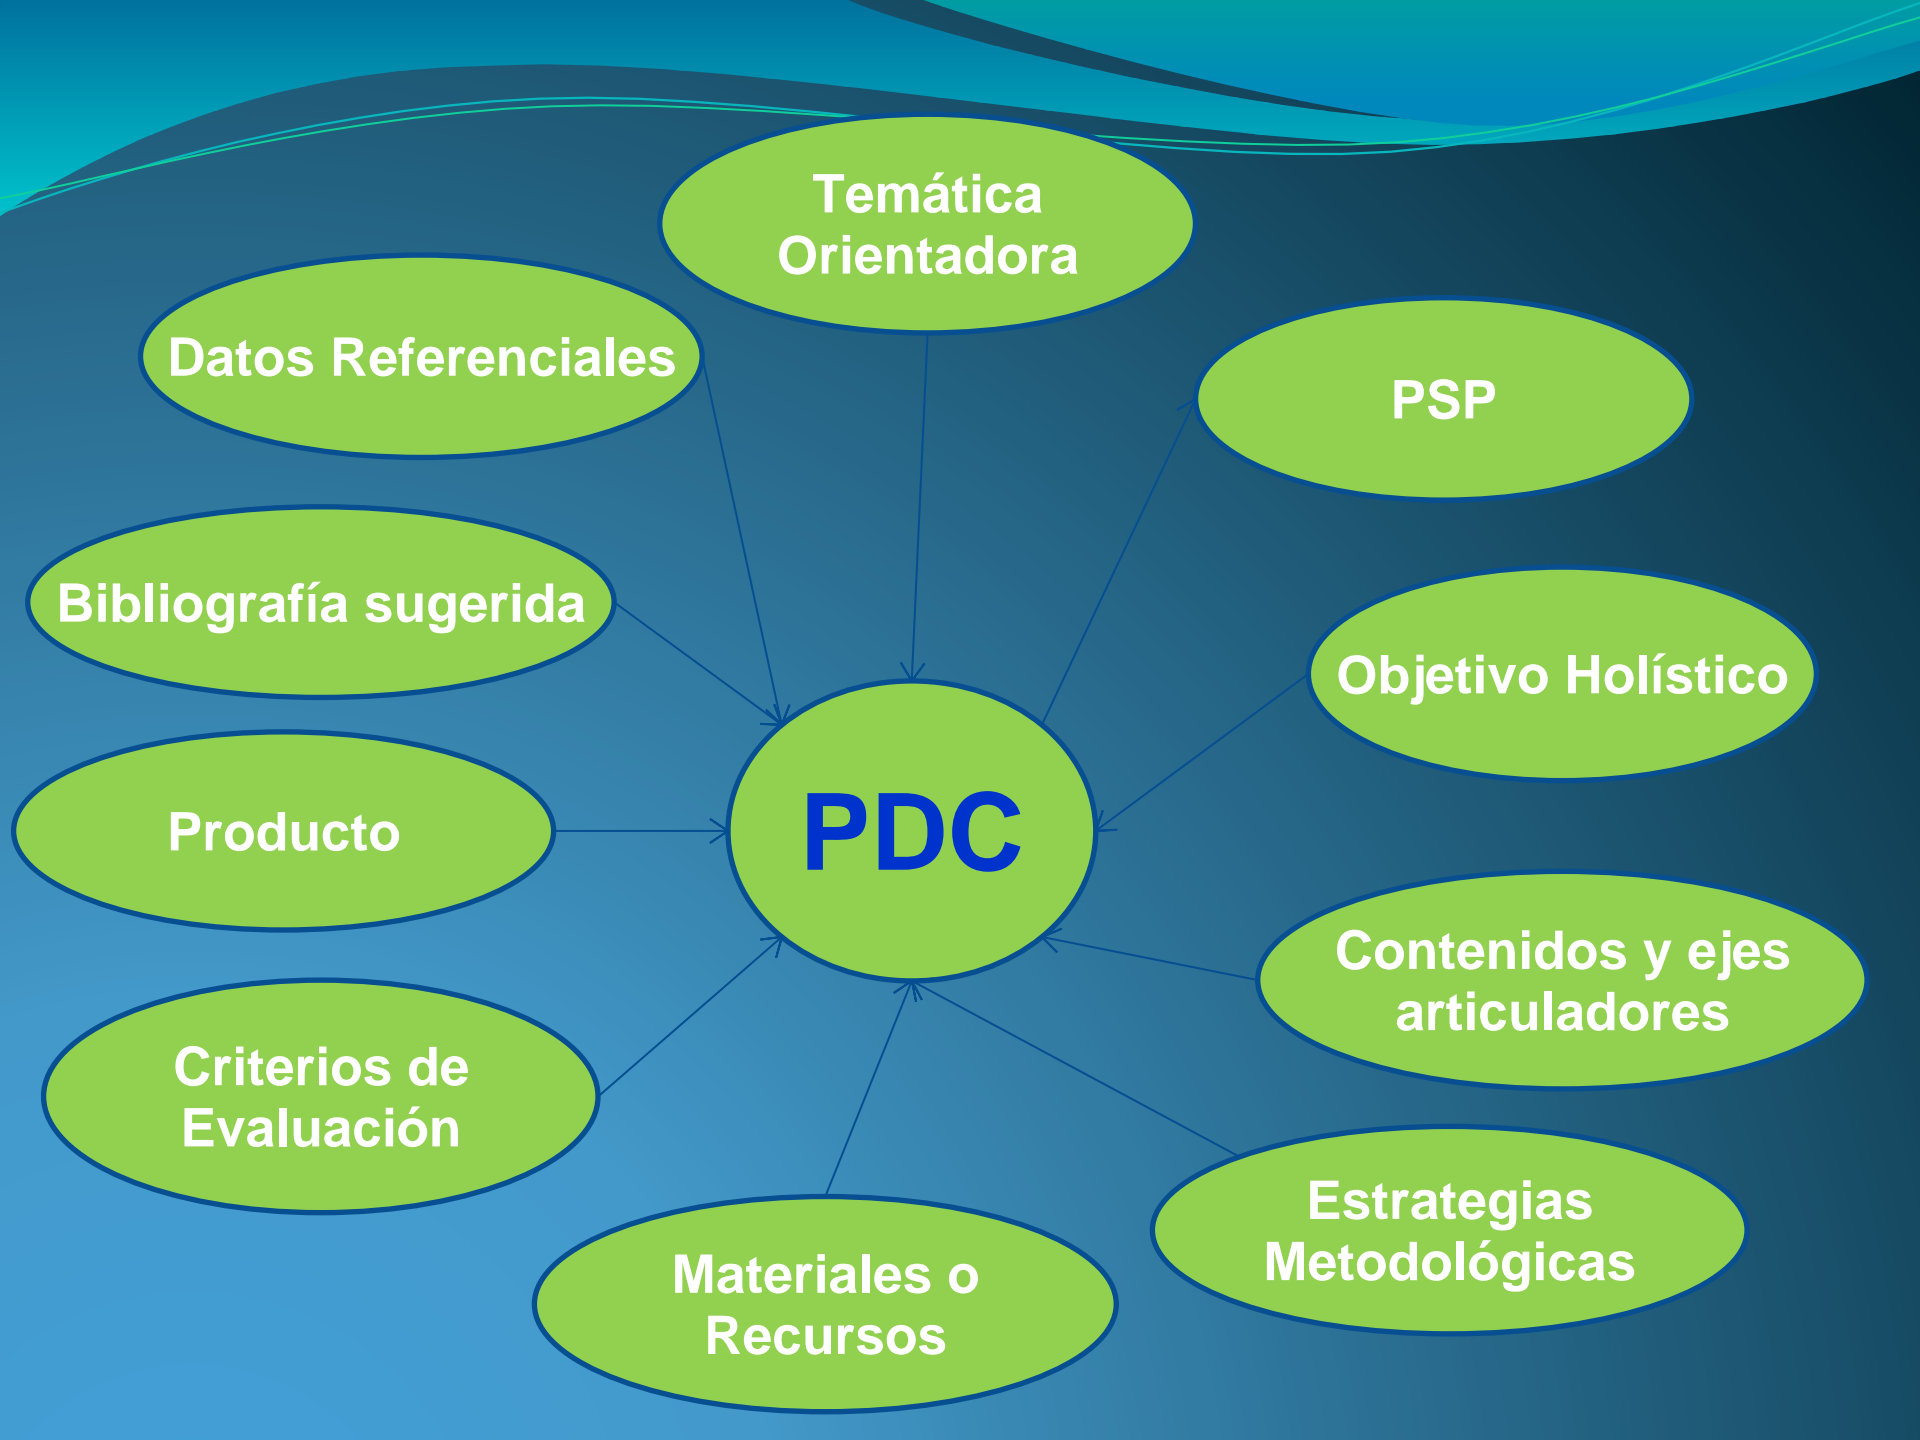 Temática
Orientadora
Datos Referenciales
PSP
Bibliografía sugerida
Objetivo Holístico
Producto
PDC
Contenidos y ejes
articuladores
Criterios de
Evaluación
Estrategias
Metodológicas
Materiales o
Recursos